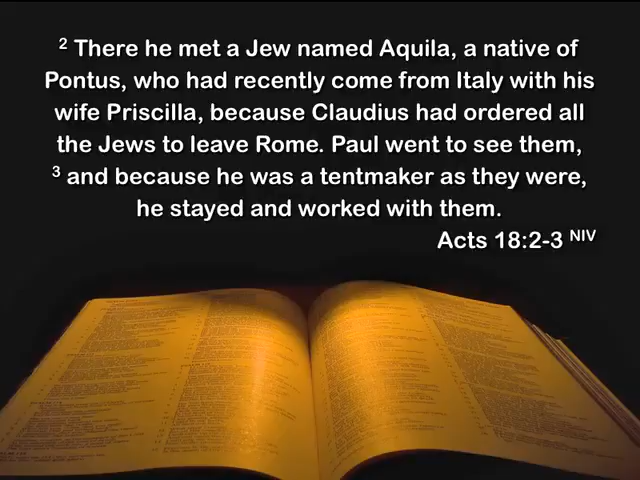 ² There he met a Jew named Aquila, a native of
Pontus, who had recently come from Italy with his
wife Priscilla, because Claudius had ordered all
the Jews to leave Rome. Paul went to see them,
³ and because he was a tentmaker as they were,
he stayed and worked with them.
Acts 18:2-3 NIV